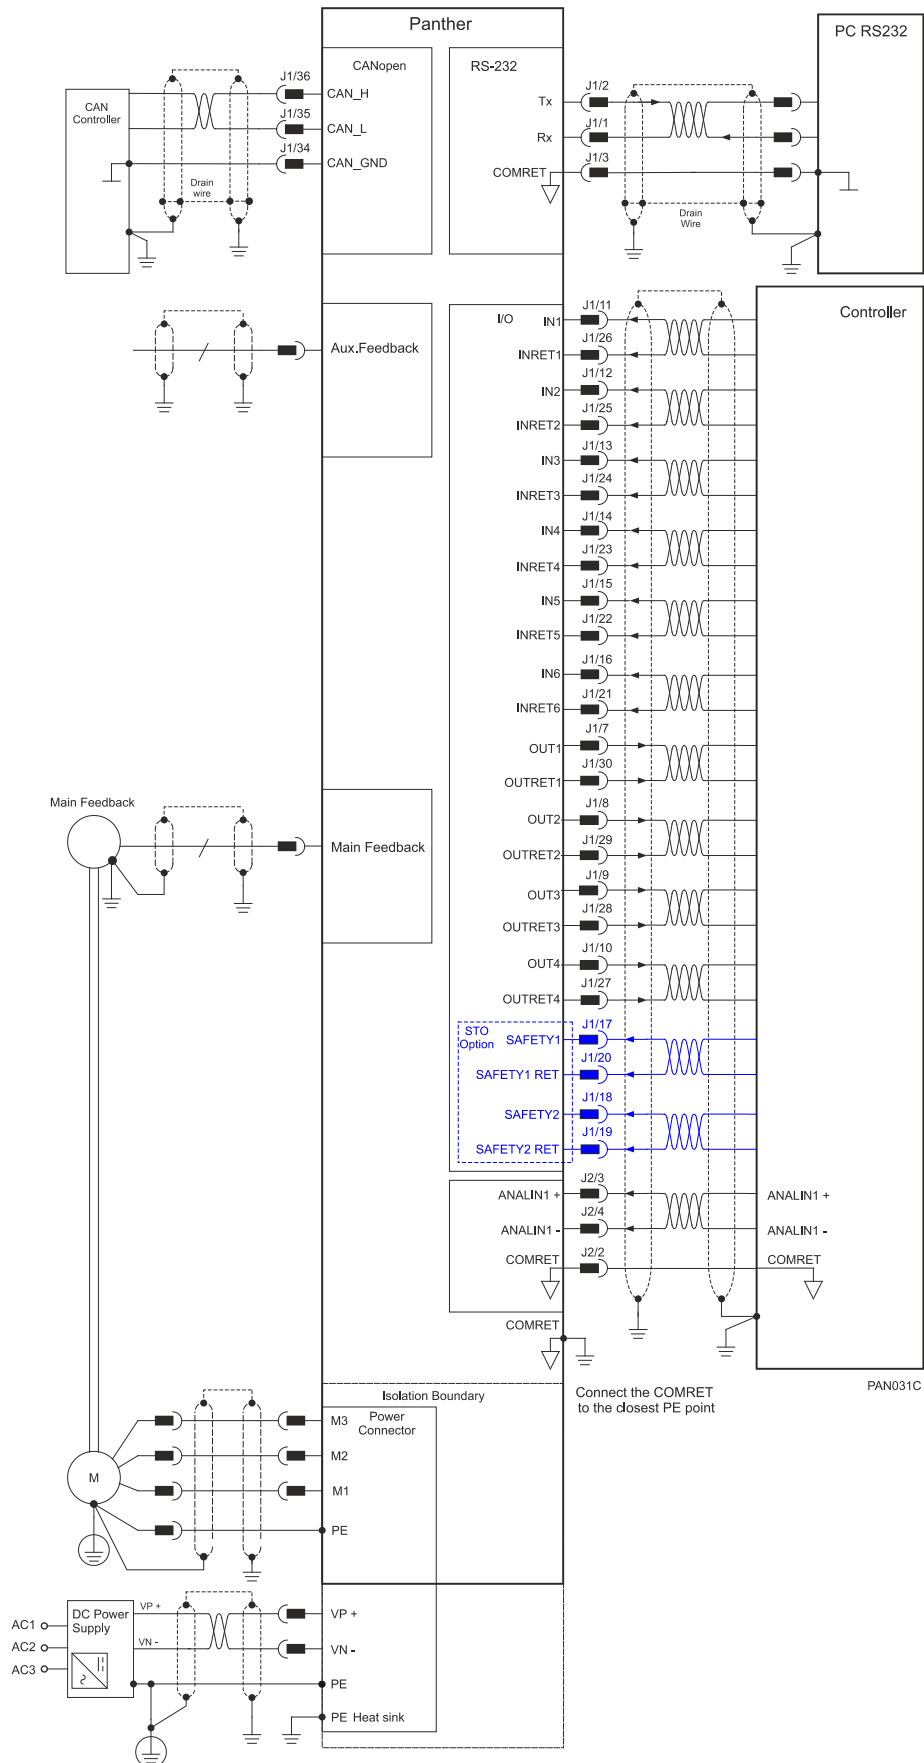 Panther
PC RS232
CANopen
RS-232
CAN
Controller
J1/36
CAN_H
J1/35
CAN_L
J1/34
CAN_GND
Drain
wire
Tx
J1/2
Rx
J1/1
COMRET
J1/3
Drain
Wire
Aux.Feedback
I/O
Controller
IN1
J1/11
INRET1
J1/26
IN2
J1/12
INRET2
J1/25
IN3
J1/13
INRET3
J1/24
IN4
J1/14
INRET4
J1/23
IN5
J1/15
INRET5
J1/22
IN6
J1/16
INRET6
J1/21
OUT1
J1/7
OUTRET1
J1/30
OUT2
J1/8
OUTRET2
J1/29
OUT3
J1/9
OUTRET3
J1/28
OUT4
J1/10
OUTRET4
J1/27
Main Feedback
Main Feedback
STO
Option
SAFETY1
J1/17
SAFETY1 RET
J1/20
SAFETY2
J1/18
SAFETY2 RET
J1/19
ANALIN1 +
J2/3
ANALIN1 +
ANALIN1 -
J2/4
ANALIN1 -
COMRET
J2/2
COMRET
COMRET
PAN031C
Connect the COMRET
to the closest PE point
Isolation Boundary
Power
Connector
M3
M2
M1
PE
M
DC Power
Supply
AC1
AC2
AC3
VP +
VN -
VP +
VN -
PE
PE Heat sink